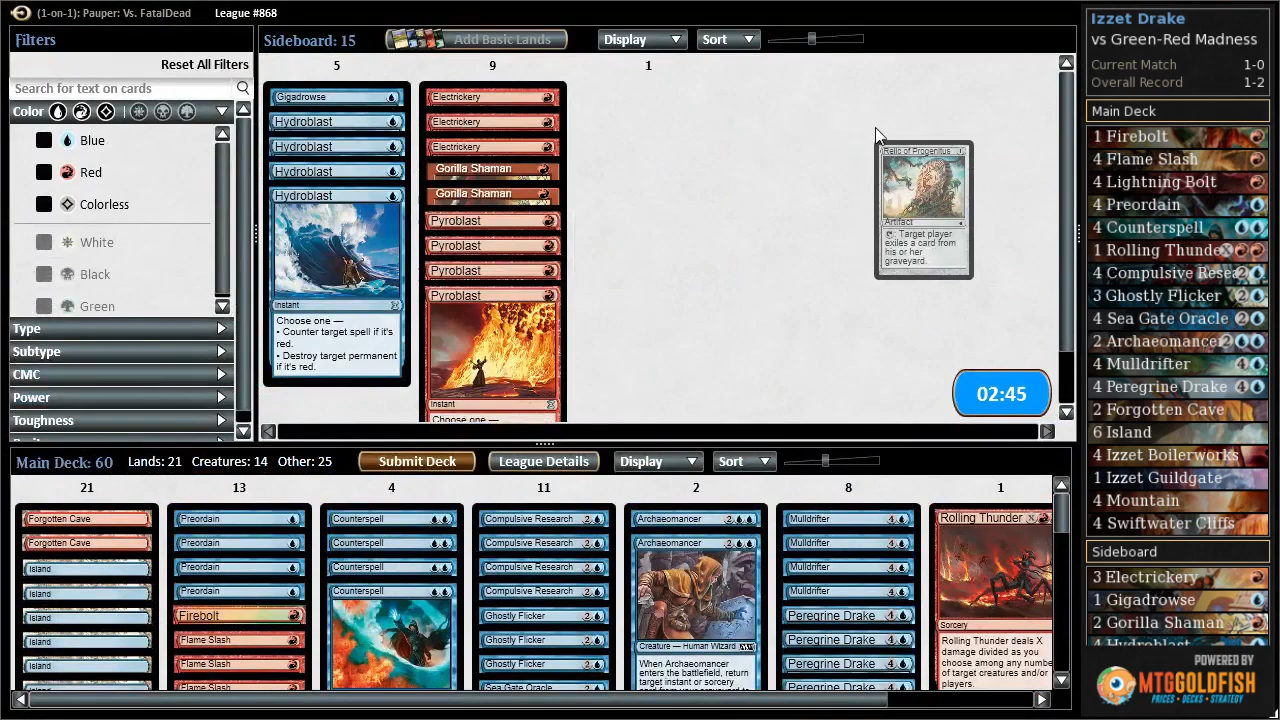 (1-on-1): Pauper: Vs. FatalDead
League #868
Filters
Reset All Filters
Search for text on cards
Color
Blue
Red
Colorless
White
Black
Green
Type
Subtype
CMC
Power
Toughness
Sideboard: 15
Add Basic Lands
Display
Sort
5
9
1
Gigadrowse
Hydroblast
Hydroblast
Hydroblast
Hydroblast
Instant
Choose one —
• Counter target spell if it's
red.
• Destroy target permanent
if it's red.
Electrickery
Electrickery
Electrickery
Gorilla Shaman
Gorilla Shaman
Pyroblast
Pyroblast
Pyroblast
Pyroblast
Instant
Choose one —
Relic of Progenitus
Artifact
: Target player
exiles a card from
his or her
graveyard.
02:45
Main Deck: 60
Lands: 21
Creatures: 14
Other: 25
Submit Deck
League Details
Display
Sort
21
13
4
11
2
8
1
Forgotten Cave
Forgotten Cave
Island
Island
Island
Island
Island
Island
Preordain
Preordain
Preordain
Preordain
Firebolt
Flame Slash
Flame Slash
Flame Slash
Counterspell
Counterspell
Counterspell
Counterspell
Compulsive Research
Compulsive Research
Compulsive Research
Compulsive Research
Ghostly Flicker
Ghostly Flicker
Ghostly Flicker
Sea Gate Oracle
Archaeomancer
Archaeomancer
Creature — Human Wizard
When Archaeomancer
enters the battlefield, return
target instant or sorcery
Mulldrifter
Mulldrifter
Mulldrifter
Mulldrifter
Peregrine Drake
Peregrine Drake
Peregrine Drake
Peregrine Drake
Rolling Thunder
Sorcery
Rolling Thunder deals X
damage divided as you
choose among any numbe
of target creatures and/or
players.
Izzet Drake
vs Green-Red Madness
Current Match 1-0
Overall Record 1-2
Main Deck
1 Firebolt
4 Flame Slash
4 Lightning Bolt
4 Preordain
4 Counterspell
1 Rolling Thunde
4 Compulsive Resea
3 Ghostly Flicker
4 Sea Gate Oracle
2 Archaeomancer
4 Mulldrifter
4 Peregrine Drake
2 Forgotten Cave
6 Island
4 Izzet Boilerworks
1 Izzet Guildgate
4 Mountain
4 Swiftwater Cliffs
Sideboard
3 Electrickery
1 Gigadrowse
2 Gorilla Shaman
4 Hydroblast
POWERED BY
MTGGOLDFISH
PRICES • DECKS • STRATEGY